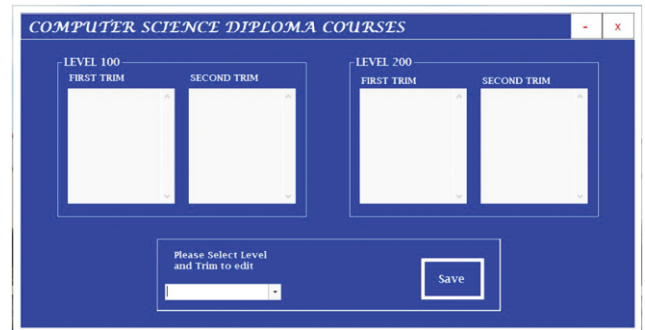 COMPUTER SCIENCE DIPLOMA COURSES - X
LEVEL 100
FIRST TRIM SECOND TRIM
LEVEL 200
FIRST TRIM SECOND TRIM
Please Select Level
and Trim to edit
Save